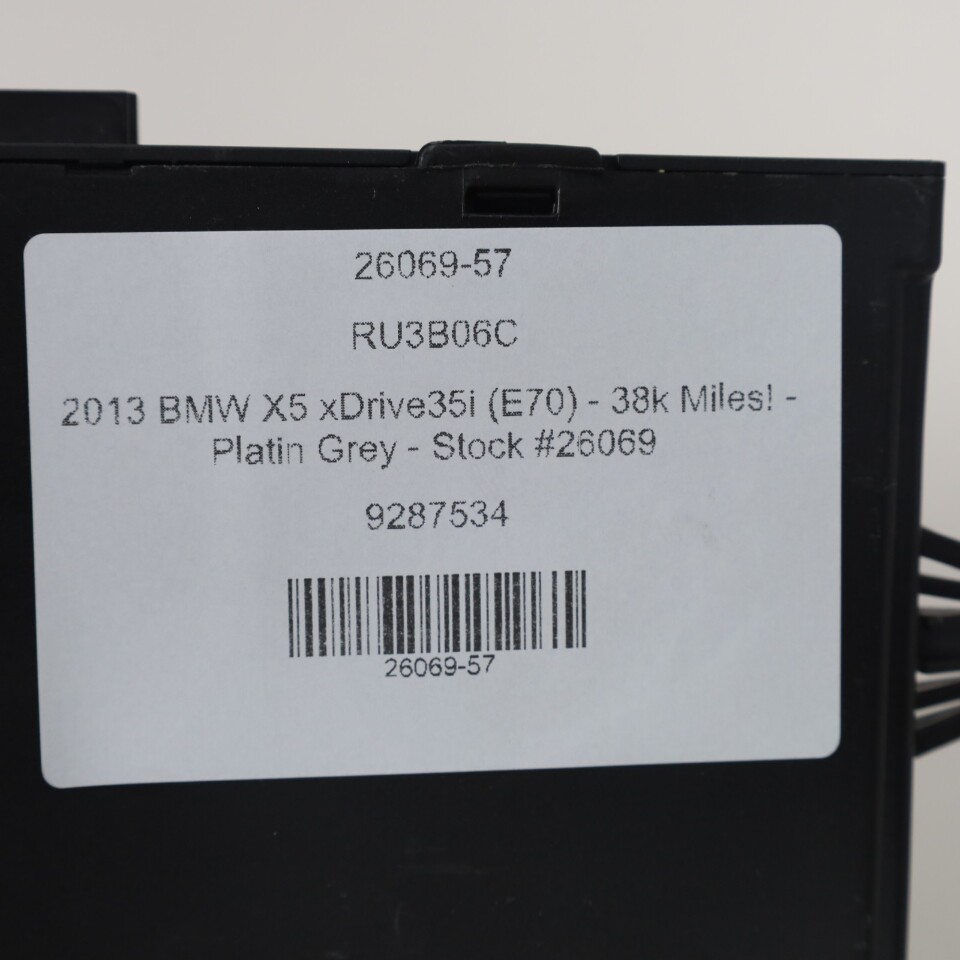 26069-57
RU3B06C
2013 BMW X5 xDrive35i (E70) - 38k Miles! -
Platin Grey - Stock #26069
9287534
26069-57